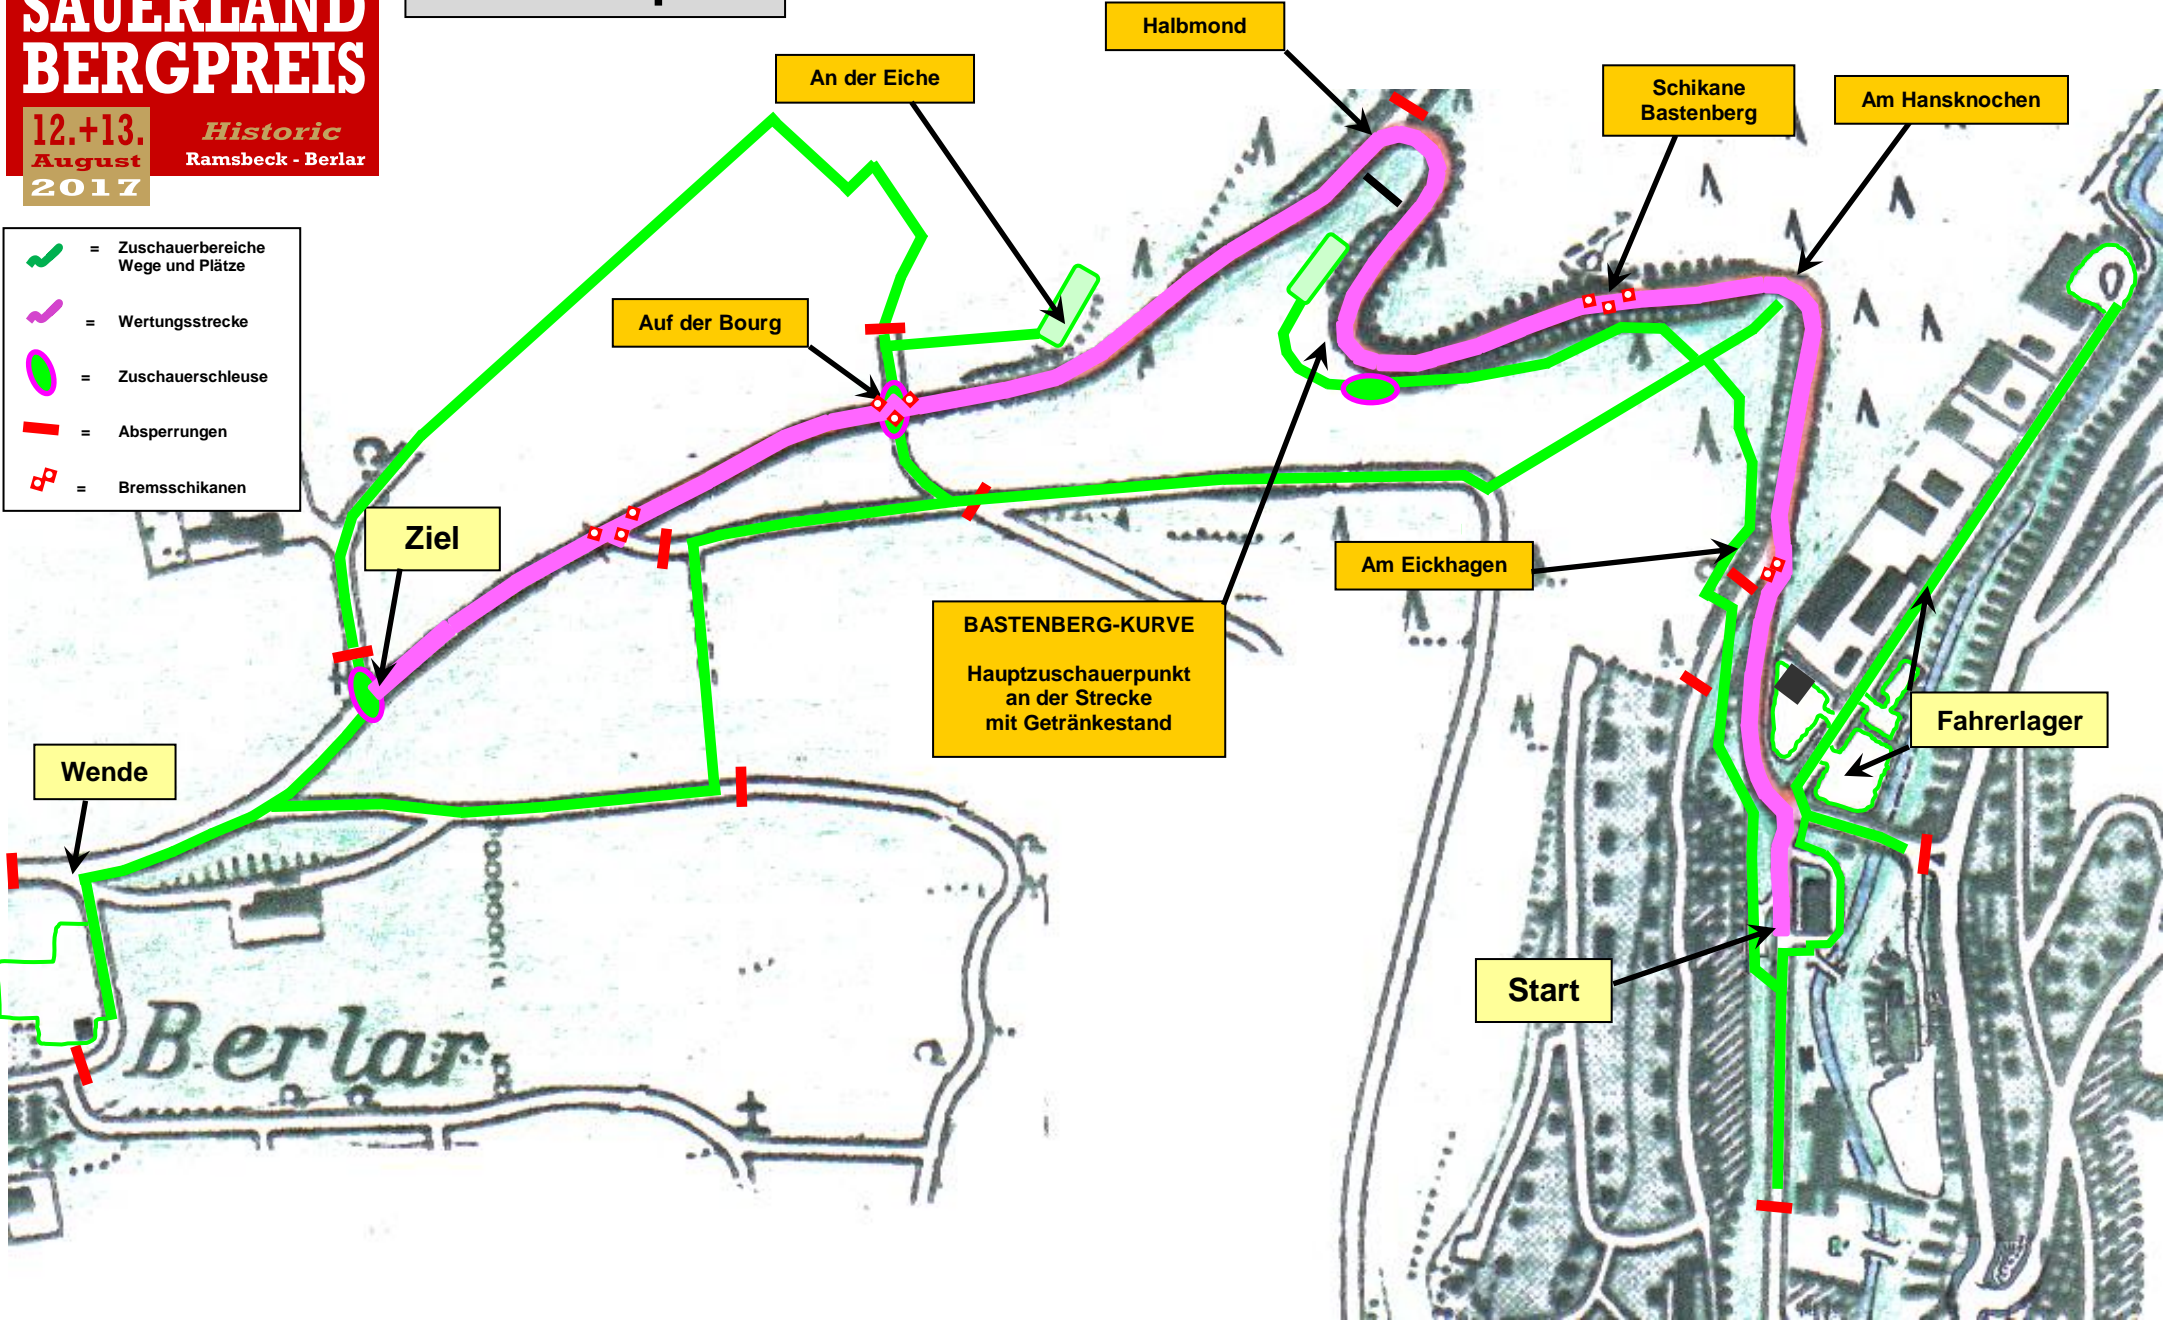 SAUERLAND
BERGPREIS
12.+13.
August
2017
Historic
Ramsbeck - Berlar
Halbmond
An der Eiche
Schikane
Bastenberg
Am Hansknochen
= Zuschauerbereiche
Wege und Plätze
= Wertungsstrecke
= Zuschauerschleuse
= Absperrungen
= Bremsschikanen
Auf der Bourg
Ziel
Am Eickhagen
BASTENBERG-KURVE
Hauptzuschauerpunkt
an der Strecke
mit Getränkestand
Fahrerlager
Wende
Start
Berlar